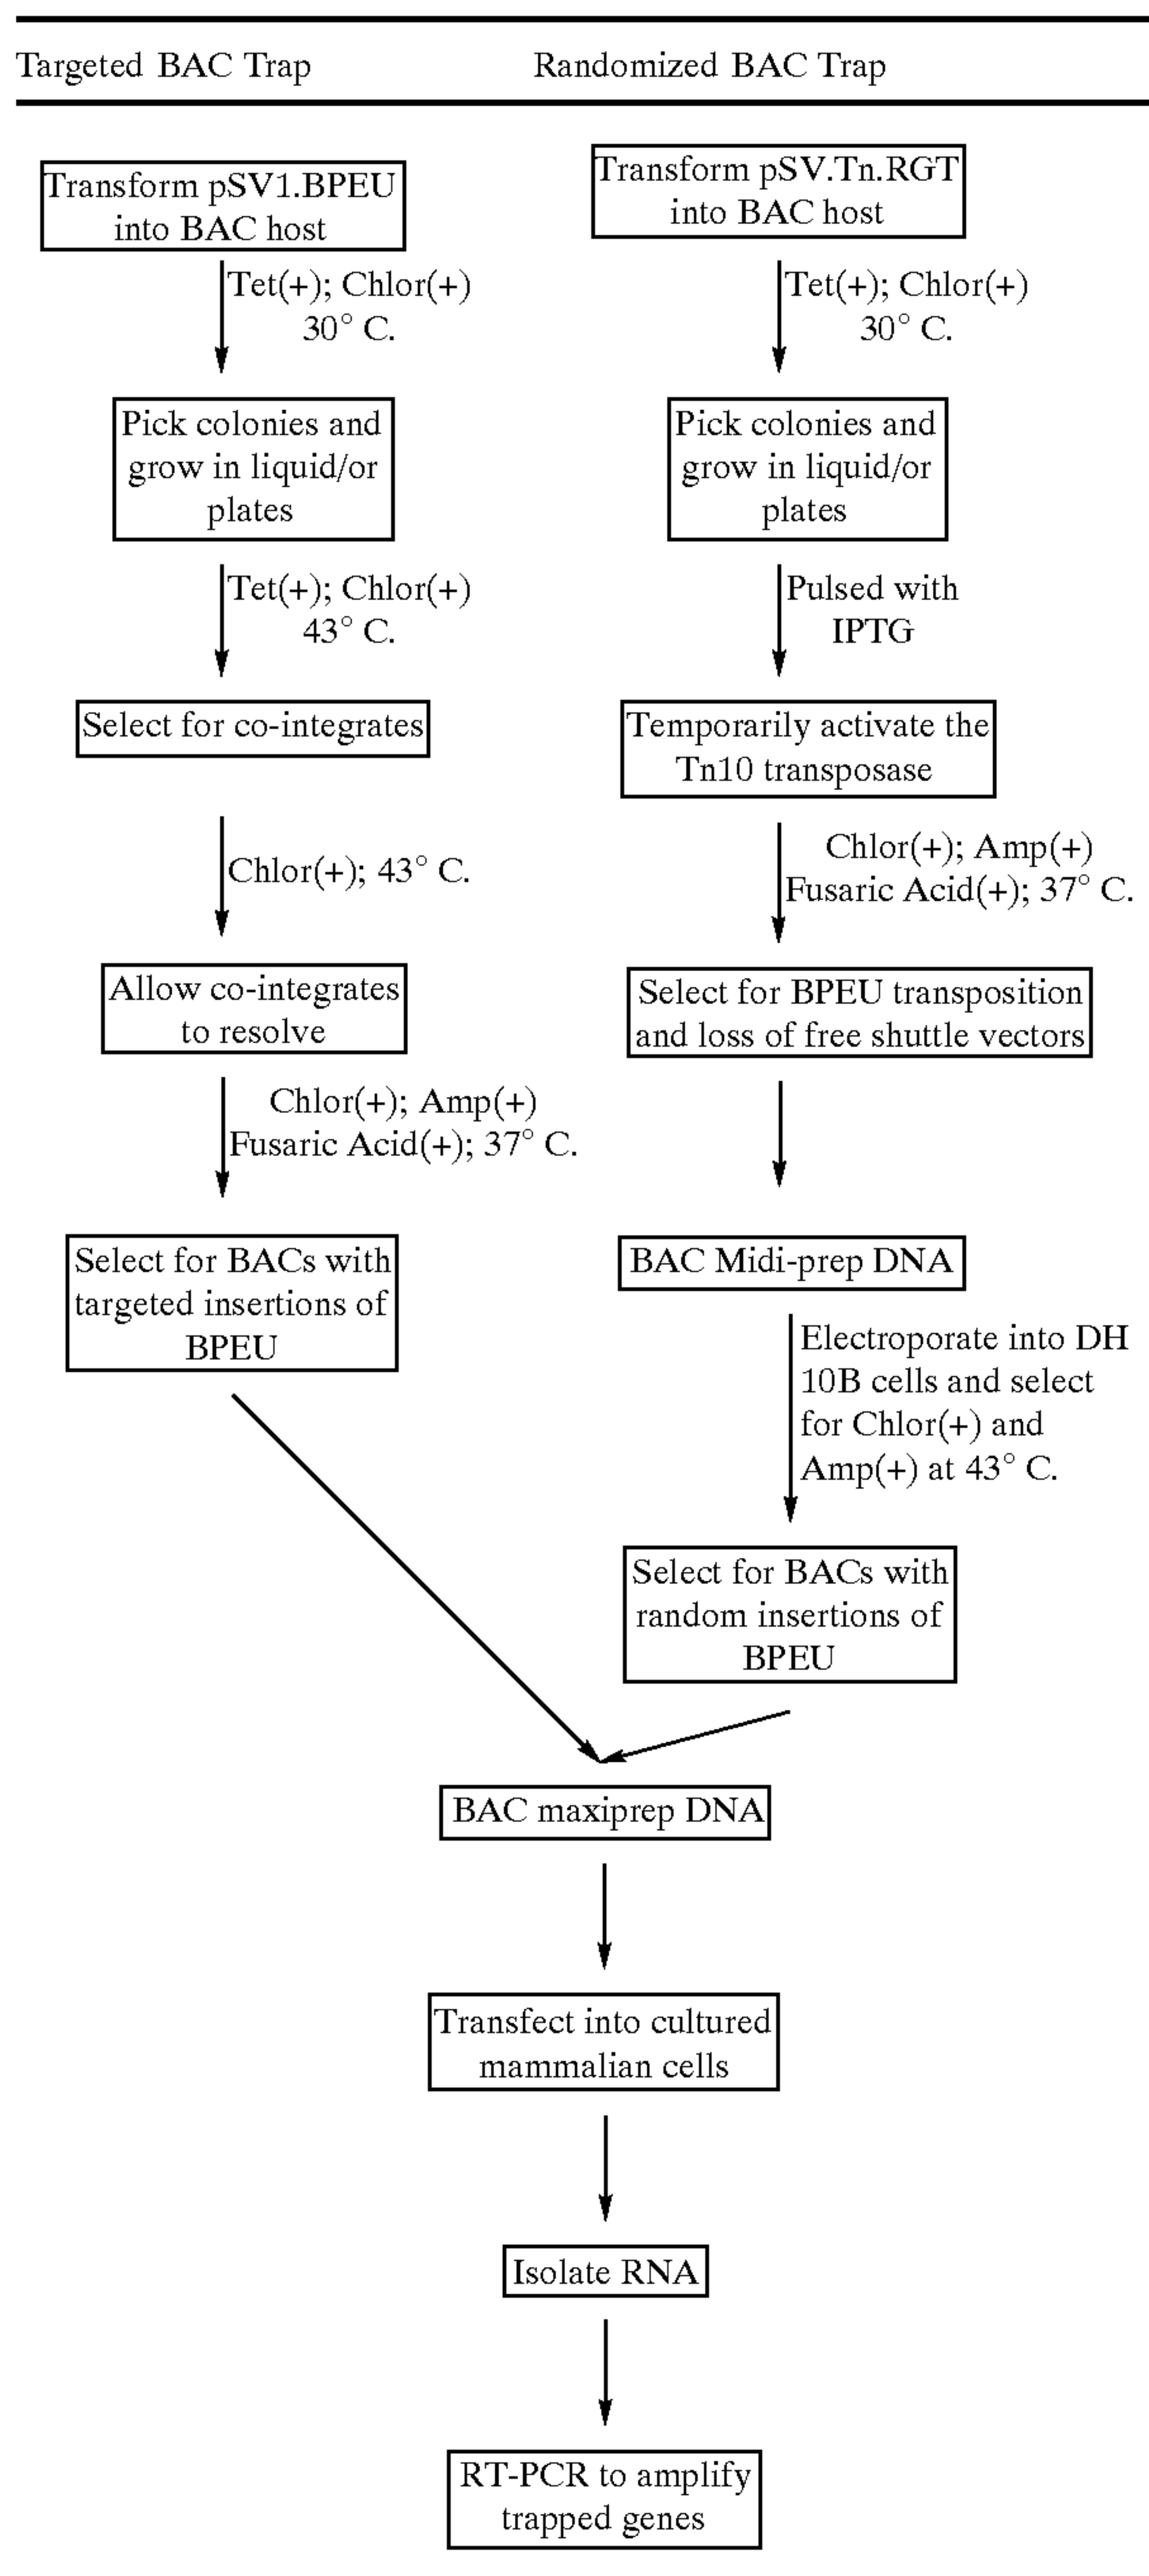 Targeted BAC Trap
Randomized BAC Trap
Transform pSV1.BPEU
into BAC host
Tet(+); Chlor(+)
30° C.
Pick colonies and
grow in liquid/or
plates
Tet(+); Chlor(+)
43° C.
Select for co-integrates
Chlor(+); 43° C.
Allow co-integrates
to resolve
Chlor(+); Amp(+)
Fusaric Acid(+); 37° C.
Select for BACs with
targeted insertions of
BPEU
Transform pSV.Tn.RGT
into BAC host
Tet(+); Chlor(+)
30° C.
Pick colonies and
grow in liquid/or
plates
Pulsed with
IPTG
Temporarily activate the
Tn10 transposase
Chlor(+); Amp(+)
Fusaric Acid(+); 37° C.
Select for BPEU transposition
and loss of free shuttle vectors
BAC Midi-prep DNA
Electroporate into DH
10B cells and select
for Chlor(+) and
Amp(+) at 43° C.
Select for BACs with
random insertions of
BPEU
BAC maxiprep DNA
Transfect into cultured
mammalian cells
Isolate RNA
RT-PCR to amplify
trapped genes